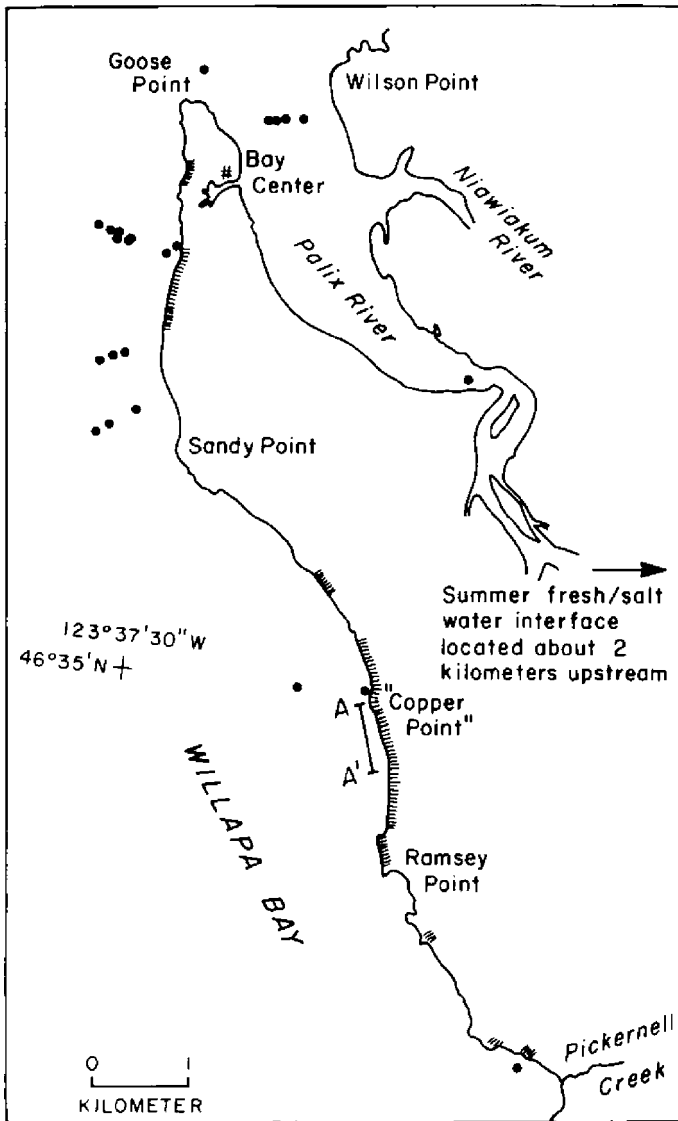 Goose
Point
Wilson Point
#
Bay
Center
Niawiakum
River
Palix River
Sandy Point
Summer fresh/salt
water interface
located about 2
kilometers upstream
123°37'30"W
46°35'N
"Copper
Point"
A
A'
WILLAPA BAY
Ramsey
Point
Pickernell
Creek
0 1
KILOMETER